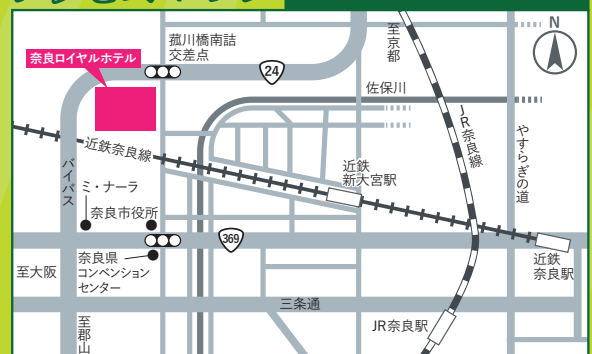 奈良ロイヤルホテル
菰川橋南詰
交差点
24
至京都
N
佐保川
JR奈良線
やすらぎの道
近鉄奈良線
バイパス
ミ・ナーラ
奈良市役所
近鉄
新大宮駅
369
至大阪
奈良県
コンベンション
センター
近鉄
奈良駅
三条通
JR奈良駅
至郡山